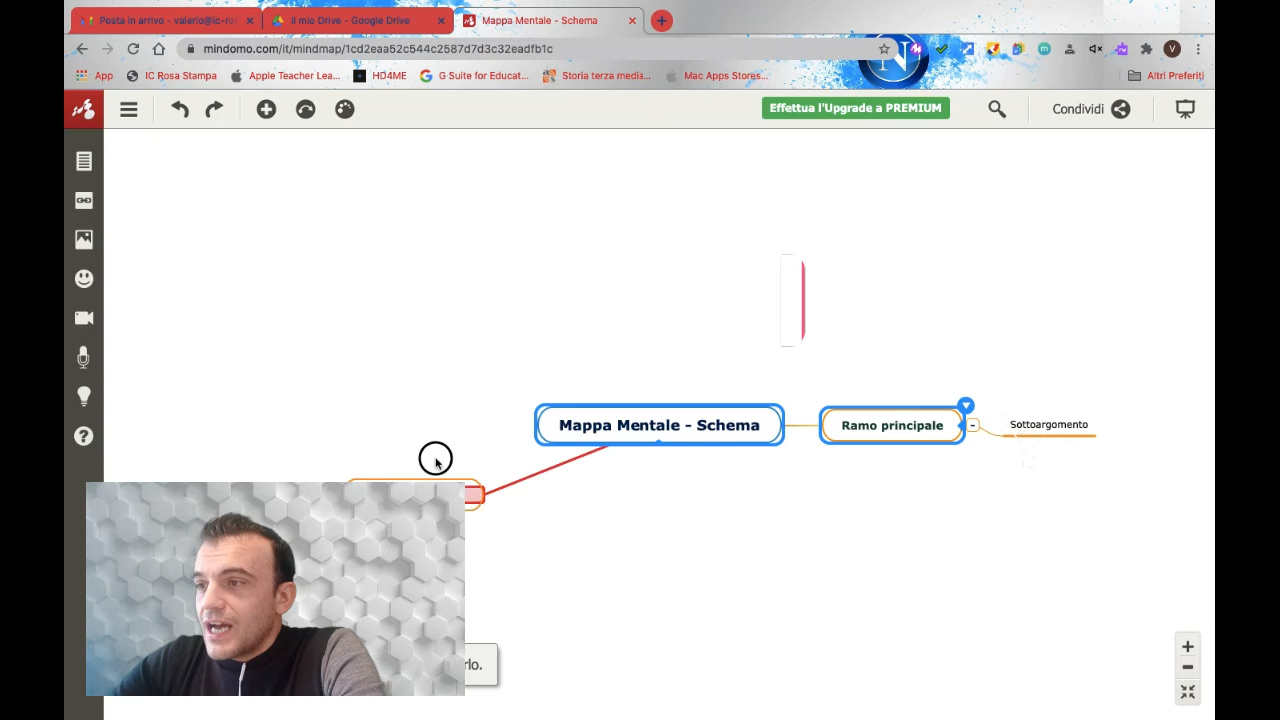 Posta in arrivo - valerio@ic-ro
Il mio Drive - Google Drive
Mappa Mentale - Schema
mindomo.com/it/mindmap/1cd2eaa52c544c2587d7d3c32eadfb1c
App
IC Rosa Stampa
Apple Teacher Lea...
HD4ME
G Suite for Educat...
Storia terza media...
Mac Apps Stores...
Altri Preferiti
Effettua l'Upgrade a PREMIUM
Condividi
Mappa Mentale - Schema
Ramo principale
Sottoargomento
rlo.